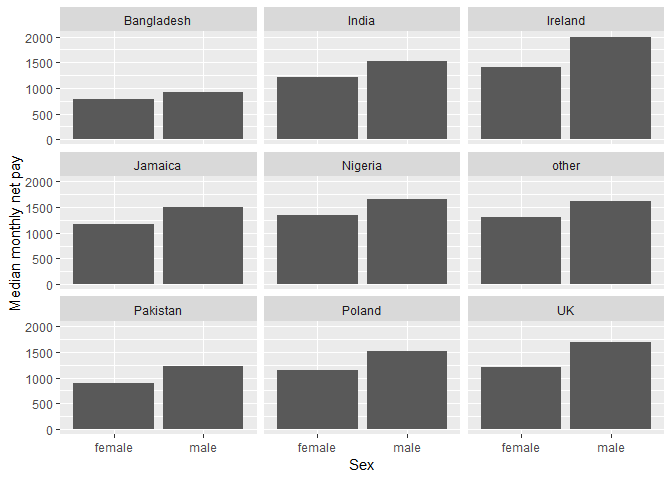 Bangladesh India Ireland
2000
1500
1000
500
0
Jamaica Nigeria other
2000
1500
1000
500
0
Median monthly net pay
Pakistan Poland UK
2000
1500
1000
500
0
female male female male female male
Sex